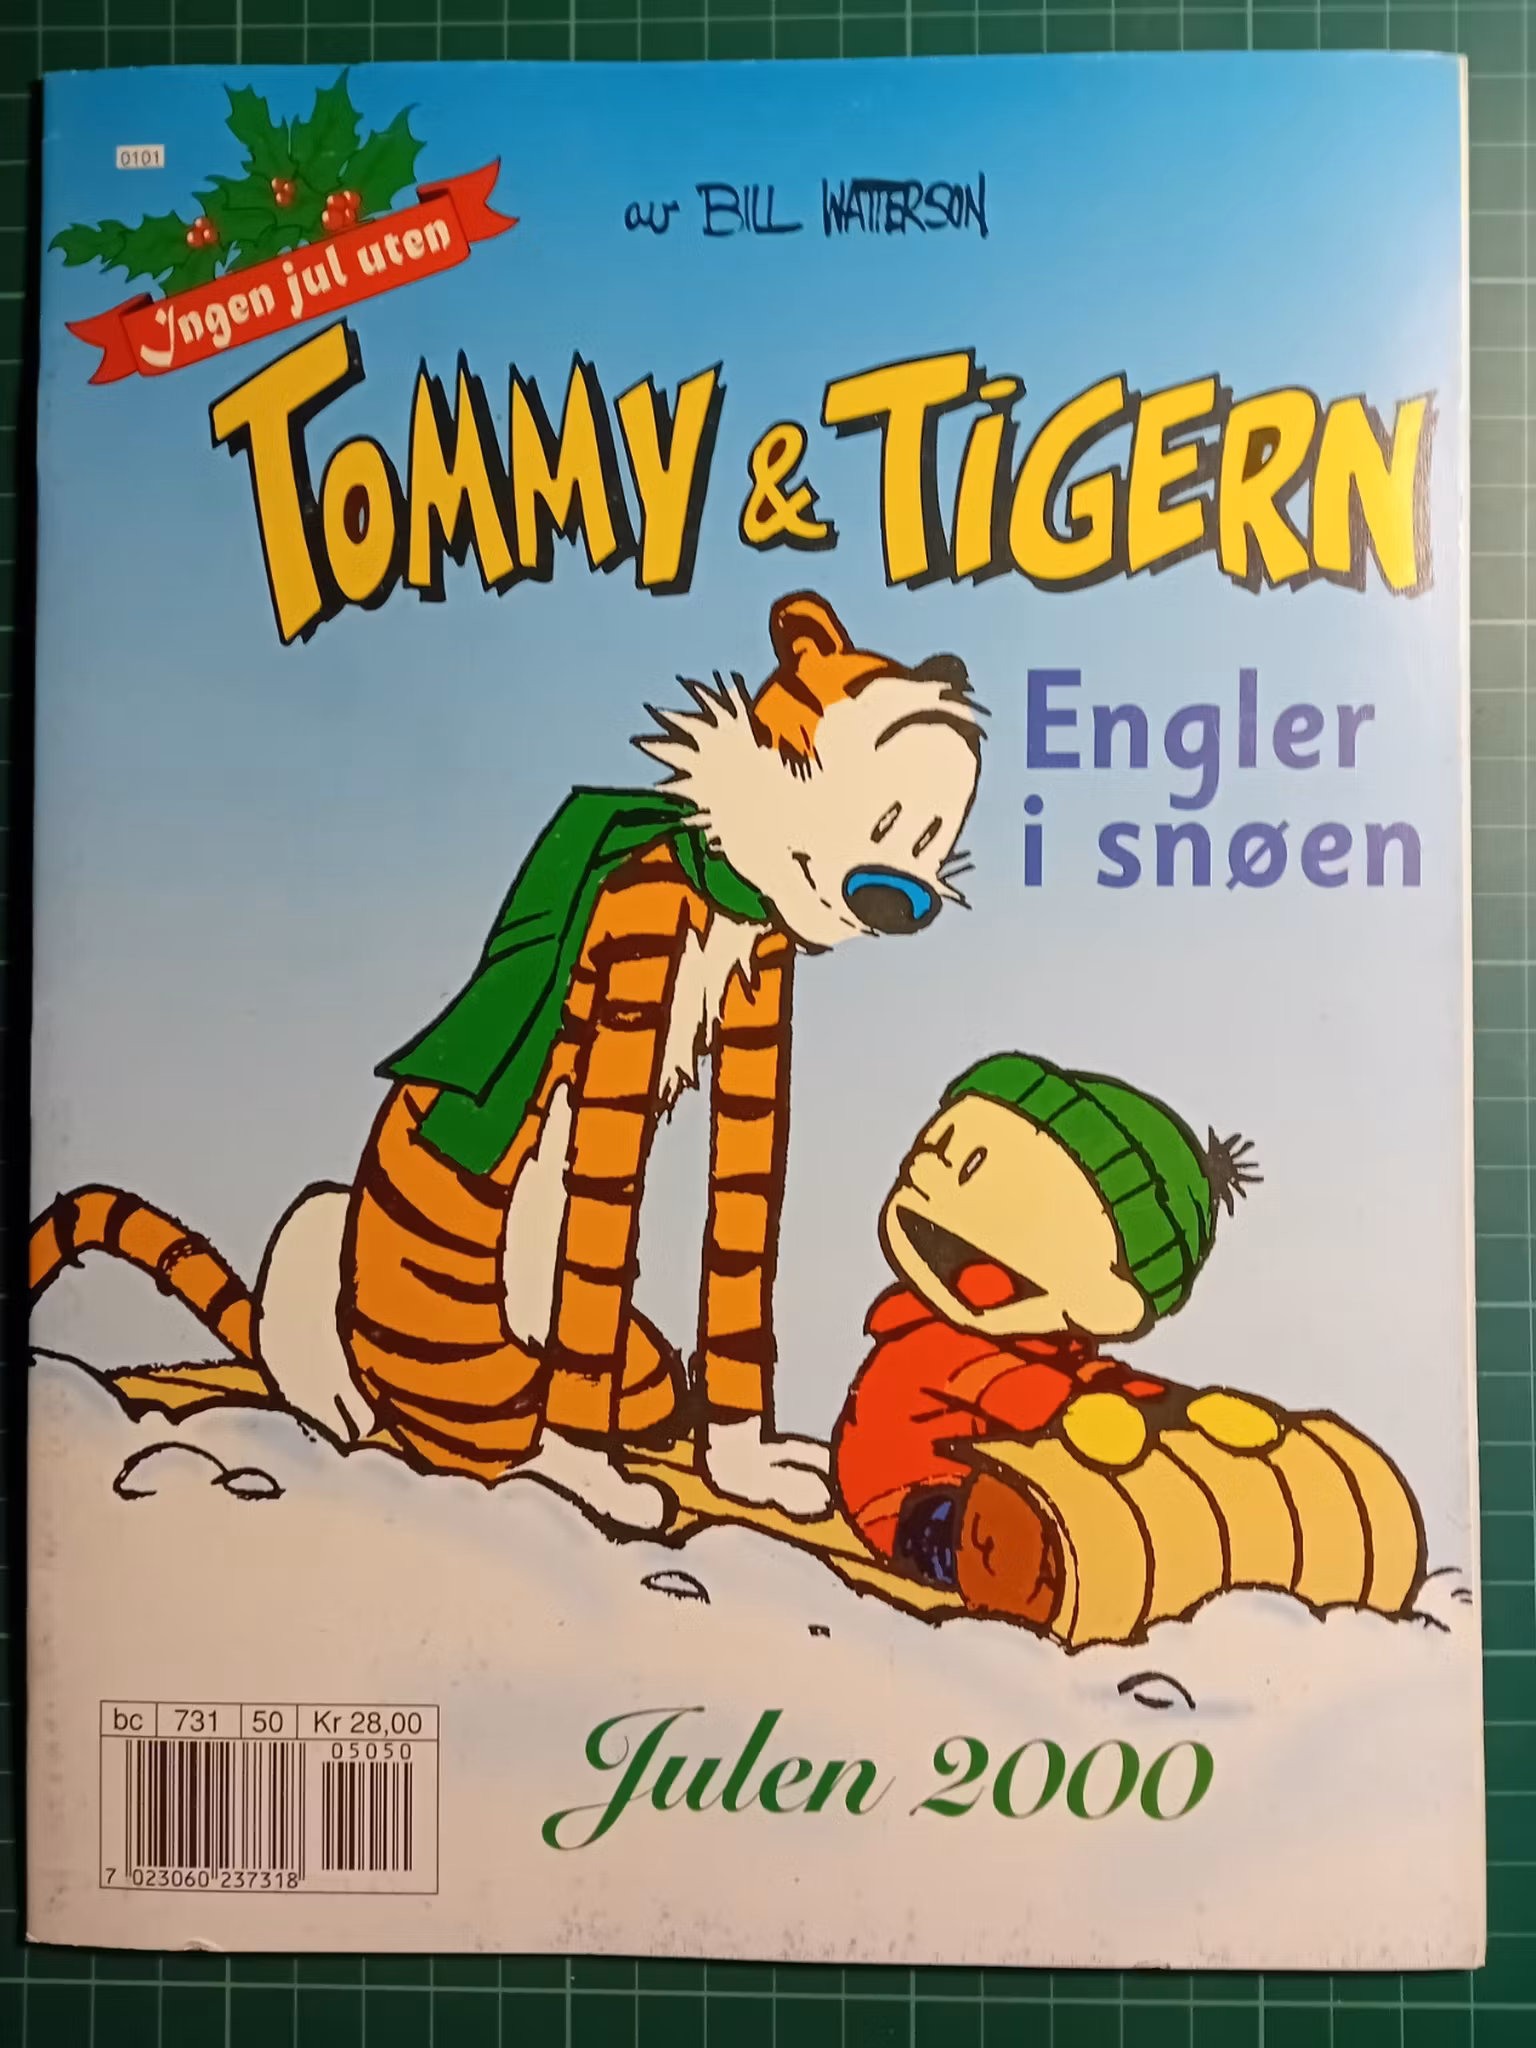 0101
av BILL WATTERSON
Ingen jul uten
TOMMY & TIGERN
Engler
i snøen
bc 731 50 Kr 28,00
05050
7 023060 237318
Julen 2000